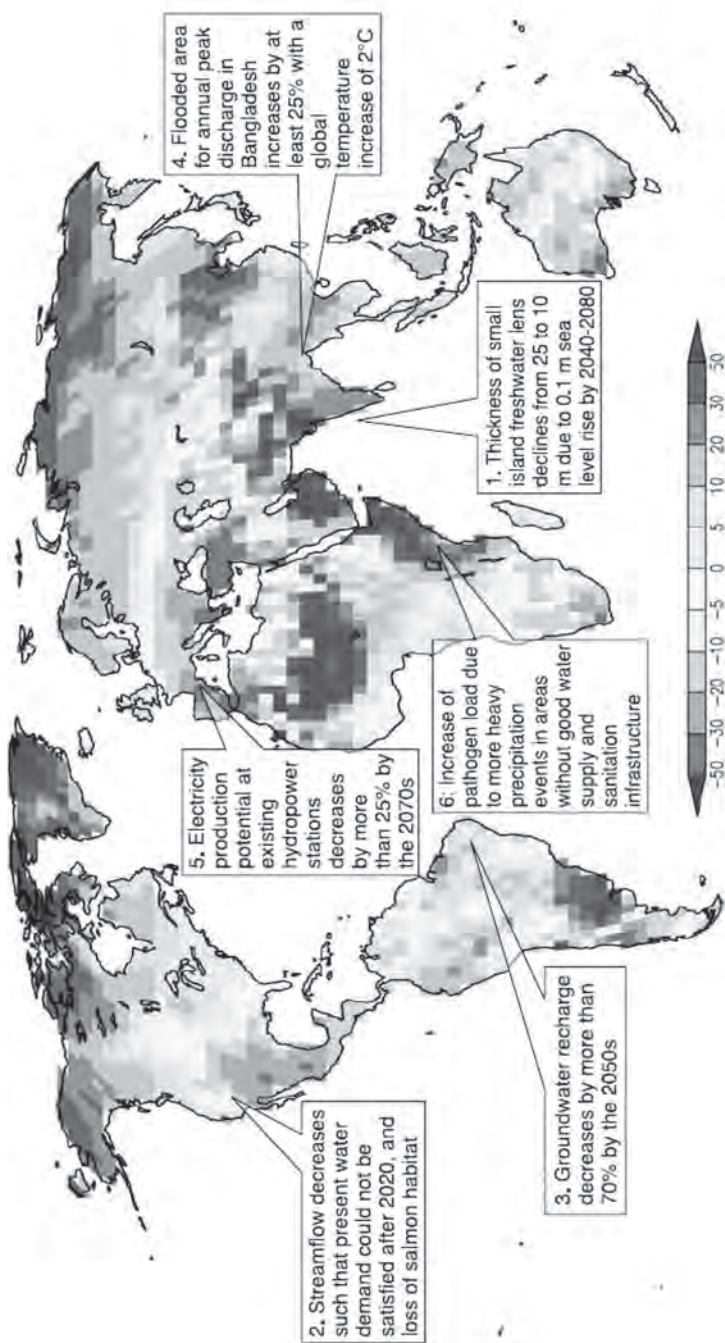 1. Thickness of small
island freshwater lens
declines from 25 to 10
m due to 0.1 m sea
level rise by 2040-2080
2. Streamflow decreases
such that present water
demand could not be
satisfied after 2020, and
loss of salmon habitat
3. Groundwater recharge
decreases by more than
70% by the 2050s
4. Flooded area
for annual peak
discharge in
Bangladesh
increases by at
least 25% with a
global
temperature
increase of 2°C
5. Electricity
production
potential at
existing
hydropower
stations
decreases
by more
than 25% by
the 2070s
6: Increase of
pathogen load due
to more heavy
precipitation
events in areas
without good water
supply and
sanitation
infrastructure
−50 −30 −20 −10 −5 0 5 10 20 30 50